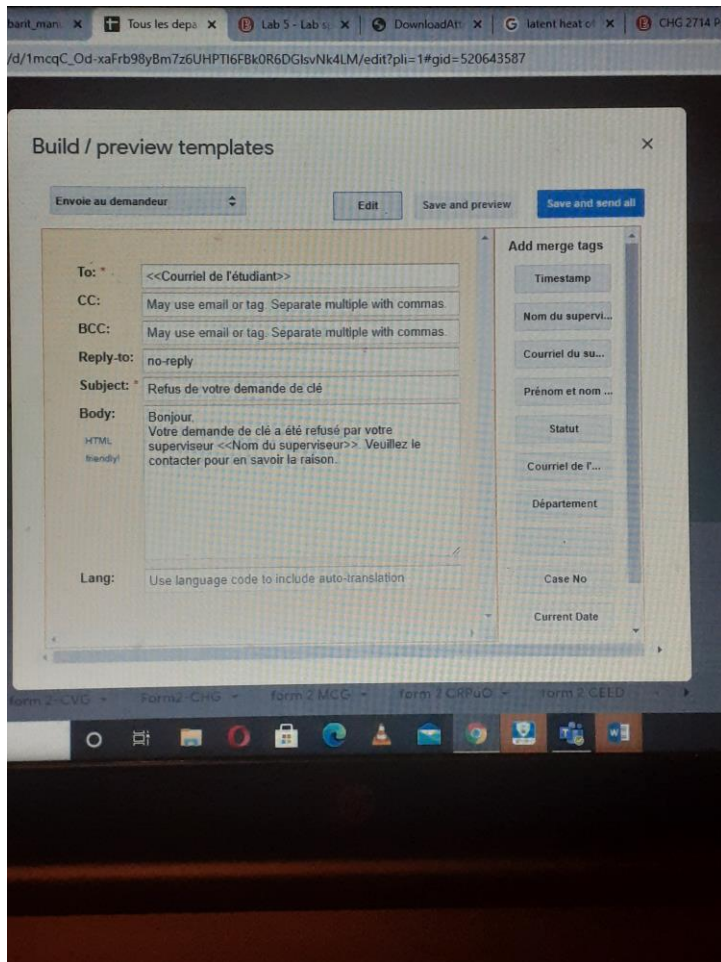 Tous les depa
Lab 5 - Lab s
DownloadAtt
latent heat of
CHG 2714 P
/d/1mcqC_Od-xaFrb98yBm7z6UHPTI6FBk0R6DGIsvNk4LM/edit?pli=1#gid=520643587
Build / preview templates
Envoie au demandeur
Edit
Save and preview
Save and send all
Add merge tags
To: *
<<Courriel de l'étudiant>>
CC:
May use email or tag. Separate multiple with commas.
BCC:
May use email or tag. Separate multiple with commas.
Reply-to:
no-reply
Subject: *
Refus de votre demande de clé
Body:
HTML
friendly!
Bonjour,
Votre demande de clé a été refusé par votre
superviseur <<Nom du superviseur>>. Veuillez le
contacter pour en savoir la raison.
Lang:
Use language code to include auto-translation
Timestamp
Nom du supervi...
Courriel du su...
Prénom et nom ...
Statut
Courriel de l'...
Département
.
Case No
Current Date
form 2-CVG
Form2-CHG
form 2 MCG
form 2 CRPuO
form 2 CEED